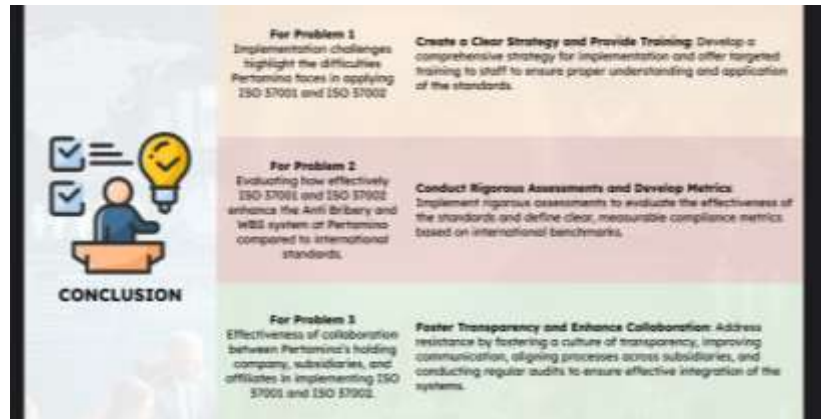 For Problem 1
Implementation challenges
highlight the difficulties
Pertamina faces in applying
ISO 37001 and ISO 37002
Create a Clear Strategy and Provide Training: Develop a
comprehensive strategy for implementation and offer targeted
training to staff to ensure proper understanding and application
of the standards.
For Problem 2
Evaluating how effectively
ISO 37001 and ISO 37002
enhance the Anti Bribery and
WBS system at Pertamina
compared to international
standards.
Conduct Rigorous Assessments and Develop Metrics:
Implement rigorous assessments to evaluate the effectiveness of
the standards and define clear, measurable compliance metrics
based on international benchmarks.
CONCLUSION
For Problem 3
Effectiveness of collaboration
between Pertamina's holding
company, subsidiaries, and
affiliates in implementing ISO
37001 and ISO 37002.
Foster Transparency and Enhance Collaboration: Address
resistance by fostering a culture of transparency, improving
communication, aligning processes across subsidiaries, and
conducting regular audits to ensure effective integration of the
systems.